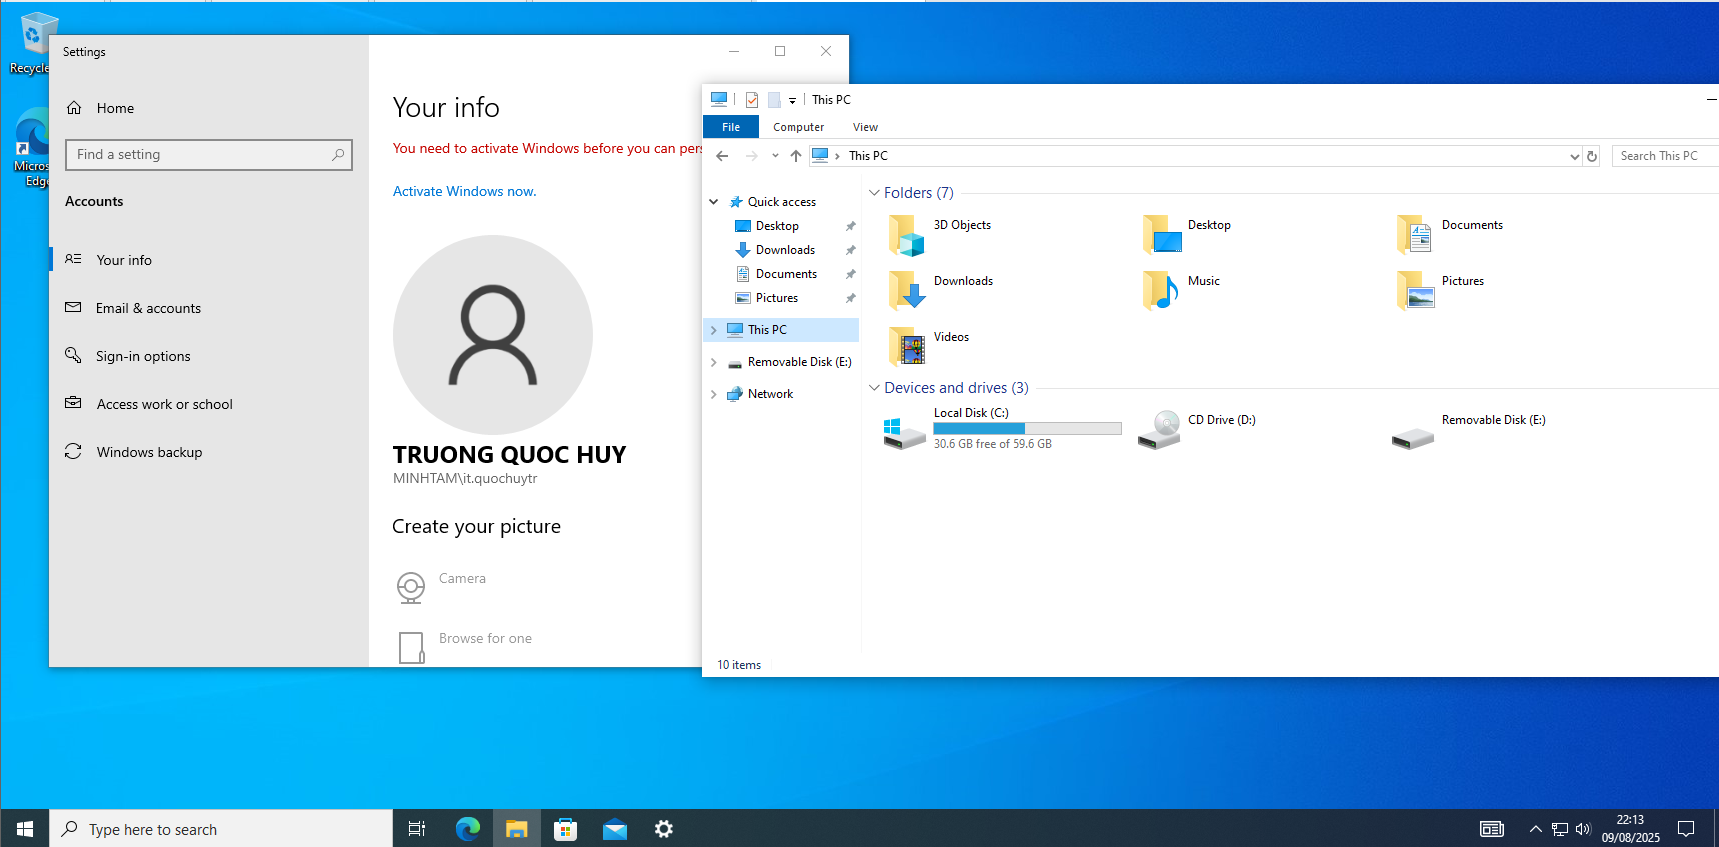 Recycle
Micros
Edge
Settings
Home
Find a setting
Accounts
Your info
Email & accounts
Sign-in options
Access work or school
Windows backup
Your info
You need to activate Windows before you can pers
Activate Windows now.
TRUONG QUOC HUY
MINHTAM\it.quochuytr
Create your picture
Camera
Browse for one
This PC
File Computer View
This PC
Search This PC
Quick access
Desktop
Downloads
Documents
Pictures
This PC
Removable Disk (E:)
Network
Folders (7)
3D Objects
Desktop
Documents
Downloads
Music
Pictures
Videos
Devices and drives (3)
Local Disk (C:)
30.6 GB free of 59.6 GB
CD Drive (D:)
Removable Disk (E:)
10 items
Type here to search
22:13
09/08/2025